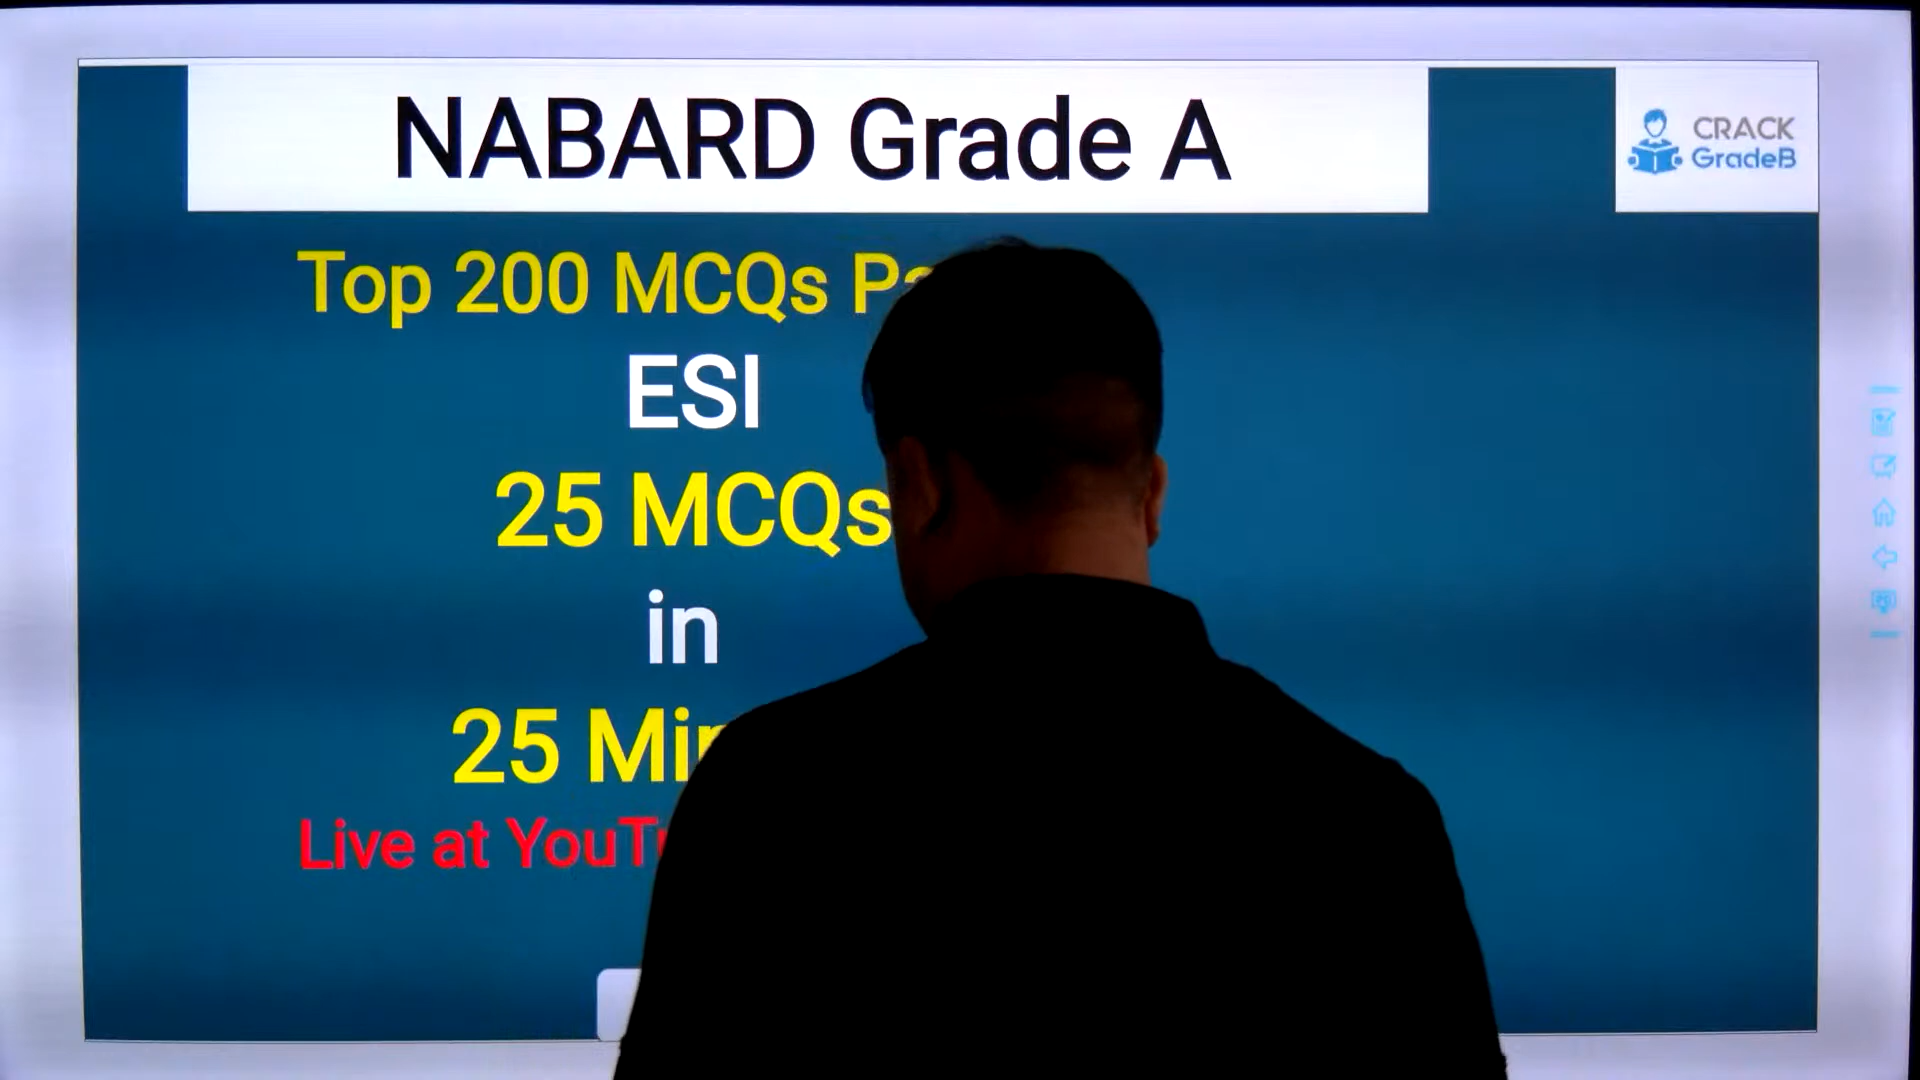 NABARD Grade A
CRACK
GradeB
Top 200 MCQs
ESI
25 MCQs
in
25
Live at